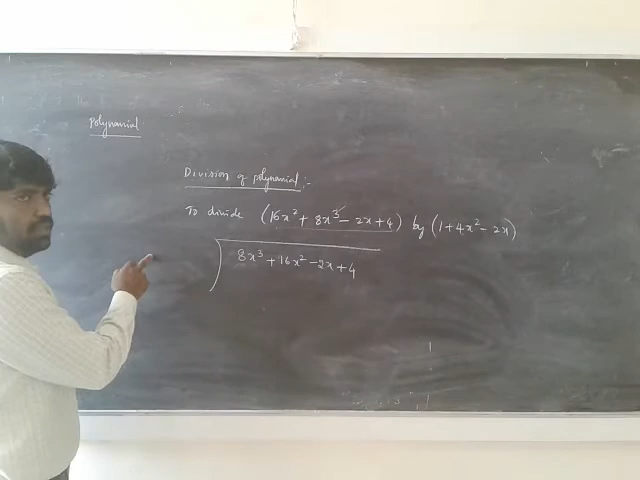 Polynomial
Division of polynomial :-
To divide (16x² + 8x³ - 2x + 4) by (1 + 4x² - 2x)
8x³ + 16x² - 2x + 4